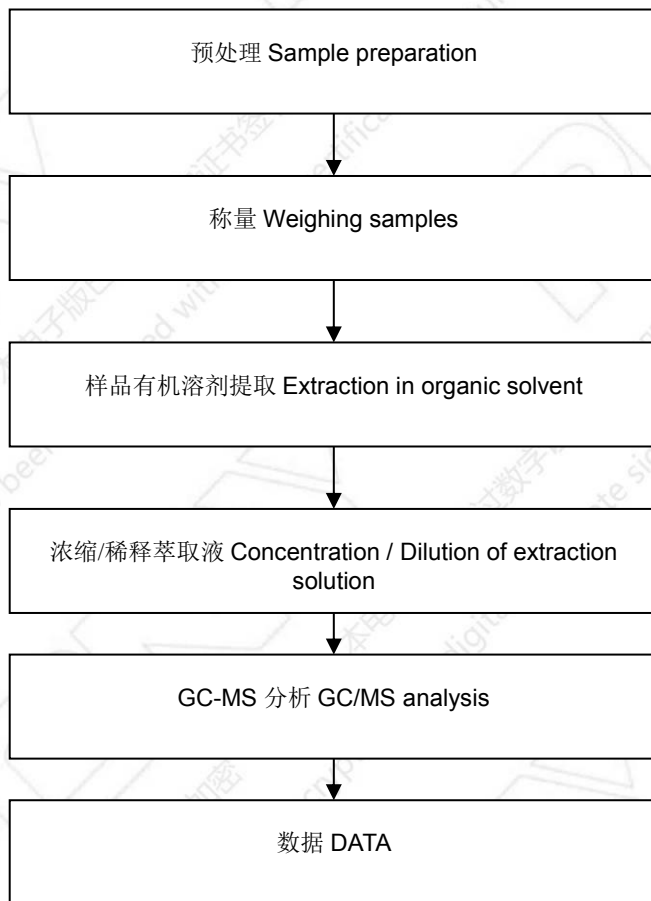 预处理 Sample preparation
称量 Weighing samples
样品有机溶剂提取 Extraction in organic solvent
浓缩/稀释萃取液 Concentration / Dilution of extraction
solution
GC-MS 分析 GC/MS analysis
数据 DATA